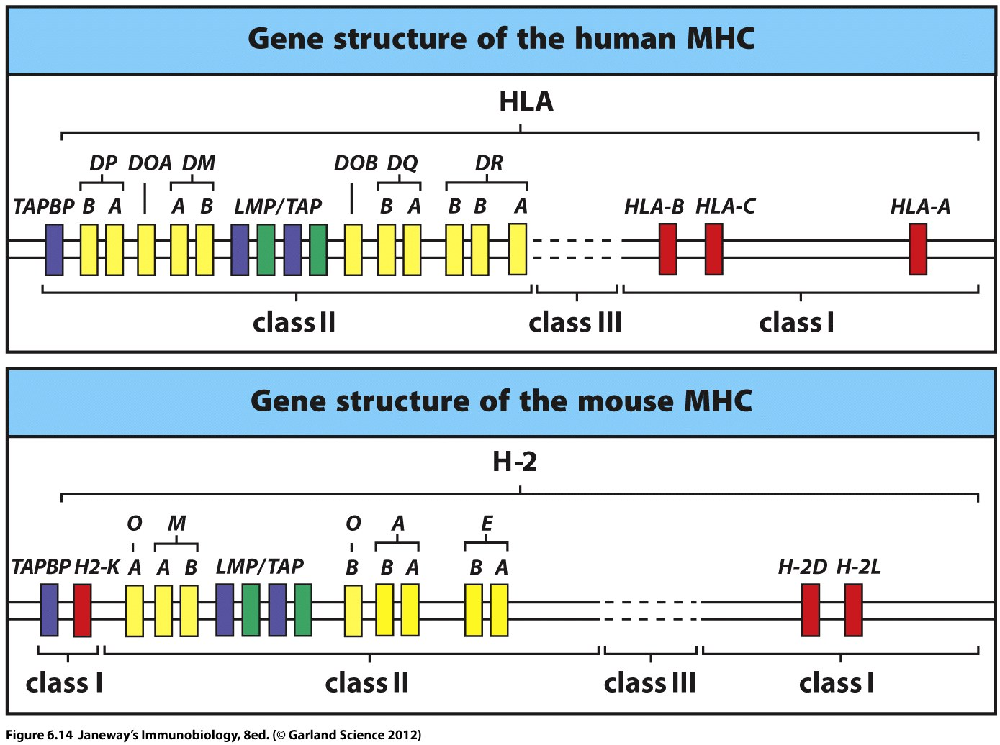 Gene structure of the human MHC
HLA
DP DOA DM DOB DQ DR
TAPBP B A A B LMP/TAP B A B B A HLA-B HLA-C HLA-A
class II class III class I
Gene structure of the mouse MHC
H-2
O M O A E
TAPBP H2-K A A B LMP/TAP B B A B A H-2D H-2L
class I class II class III class I
Figure 6.14 Janeway’s Immunobiology, 8ed. (© Garland Science 2012)